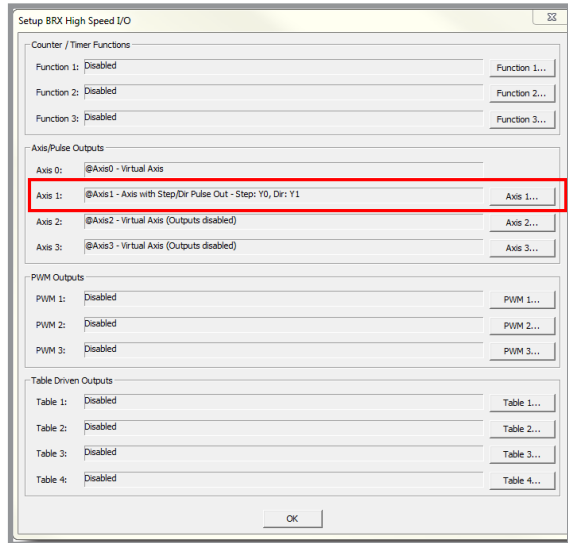 Setup BRX High Speed I/O
Counter / Timer Functions
Function 1: Disabled Function 1...
Function 2: Disabled Function 2...
Function 3: Disabled Function 3...
Axis/Pulse Outputs
Axis 0: @Axis0 - Virtual Axis
Axis 1: @Axis1 - Axis with Step/Dir Pulse Out - Step: Y0, Dir: Y1 Axis 1...
Axis 2: @Axis2 - Virtual Axis (Outputs disabled) Axis 2...
Axis 3: @Axis3 - Virtual Axis (Outputs disabled) Axis 3...
PWM Outputs
PWM 1: Disabled PWM 1...
PWM 2: Disabled PWM 2...
PWM 3: Disabled PWM 3...
Table Driven Outputs
Table 1: Disabled Table 1...
Table 2: Disabled Table 2...
Table 3: Disabled Table 3...
Table 4: Disabled Table 4...
OK